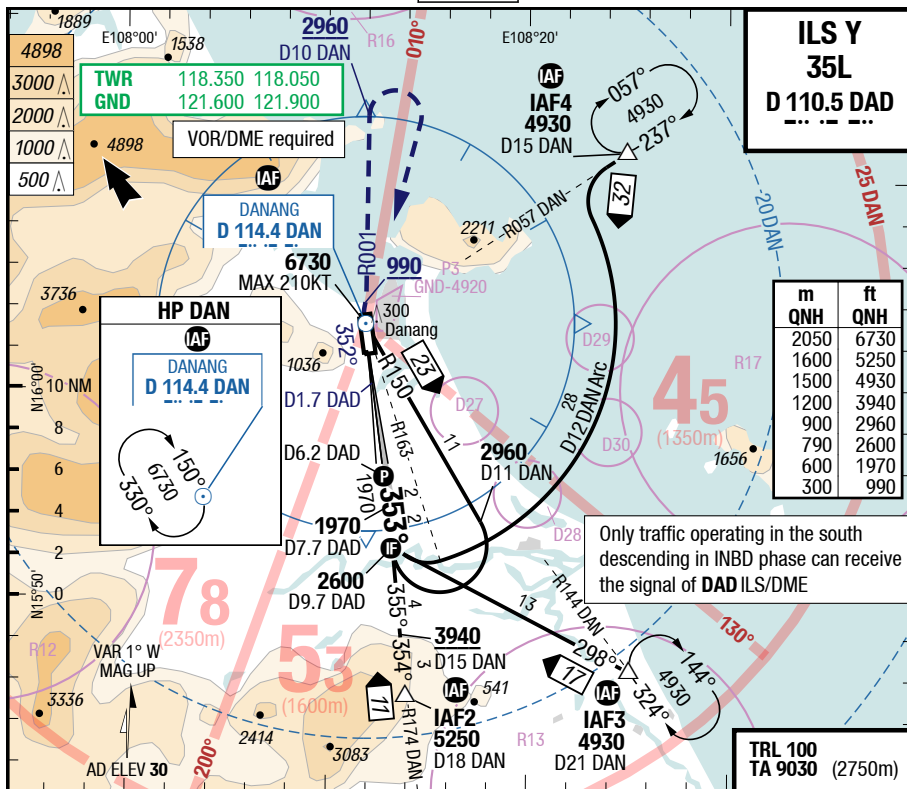 1889
E108°00'
1538
2960
D10 DAN
R16
010°
E108°20'
ILS Y
35L
D 110.5 DAD
4898
3000
2000
1000
500
TWR 118.350 118.050
GND 121.600 121.900
VOR/DME required
4898
IAF
DANANG
D 114.4 DAN
6730
MAX 210KT
R001
990
IAF
IAF4
4930
D15 DAN
057°
4930
237°
32
R057 DAN
2211
P3
GND-4920
20 DAN
25 DAN
3736
300
Danang
352°
1036
HP DAN
IAF
DANANG
D 114.4 DAN
150°
6730
330°
N16°00'
10 NM
8
6
4
2
0
N15°50'
D1.7 DAD
R150
23
R163
11
D27
D29
D30
D28
28
D12 DAN Arc
45
(1350m)
R17
1656
m ft
QNH QNH
2050 6730
1600 5250
1500 4930
1200 3940
900 2960
790 2600
600 1970
300 990
D6.2 DAD
P
1970
353°
2
2
2960
D11 DAN
1970
D7.7 DAD
IF
2600
D9.7 DAD
Only traffic operating in the south
descending in INBD phase can receive
the signal of DAD ILS/DME
78
(2350m)
R12
53
(1600m)
VAR 1° W
MAG UP
3336
2414
3083
AD ELEV 30
200°
4
355°
3940
D15 DAN
354°
3
11
IAF
IAF2
5250
D18 DAN
R174 DAN
541
R13
13
R144 DAN
298°
17
IAF
IAF3
4930
D21 DAN
144°
4930
324°
130°
TRL 100
TA 9030 (2750m)